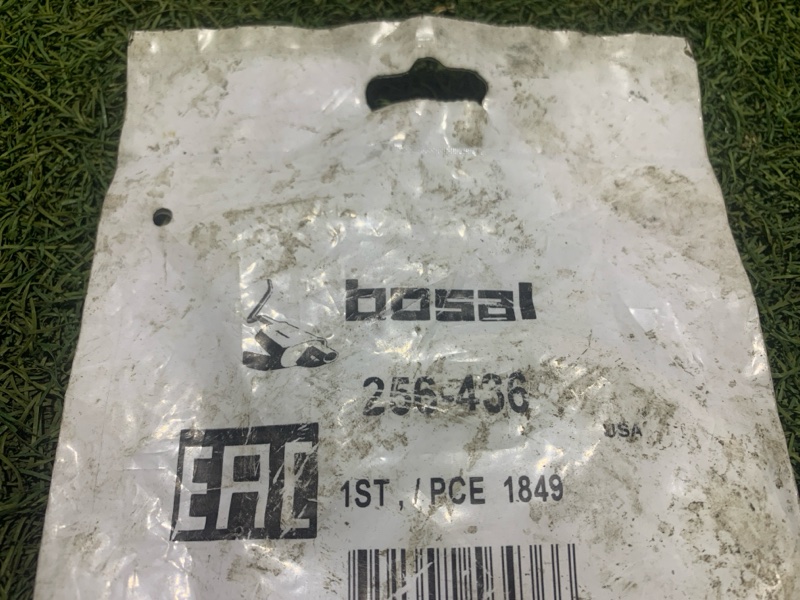 bosal
256-436
USA
EAC
1ST , / PCE 1849